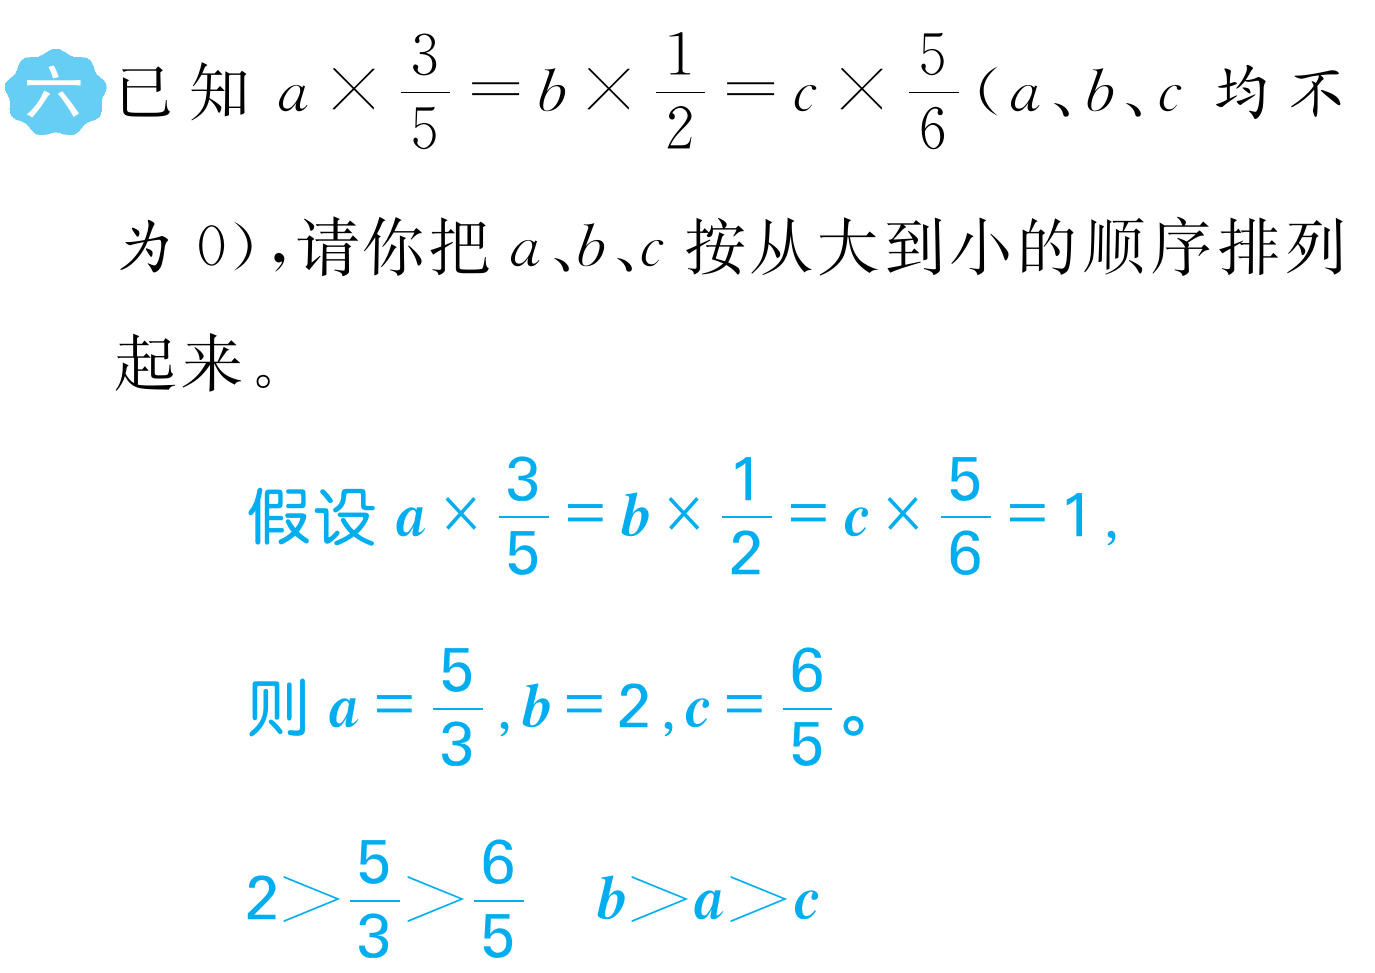 六 已知 a × 3/5 = b × 1/2 = c × 5/6 (a、b、c 均不
为 0),请你把 a、b、c 按从大到小的顺序排列
起来。
假设 a × 3/5 = b × 1/2 = c × 5/6 = 1,
则 a = 5/3, b = 2, c = 6/5。
2 > 5/3 > 6/5 b > a > c